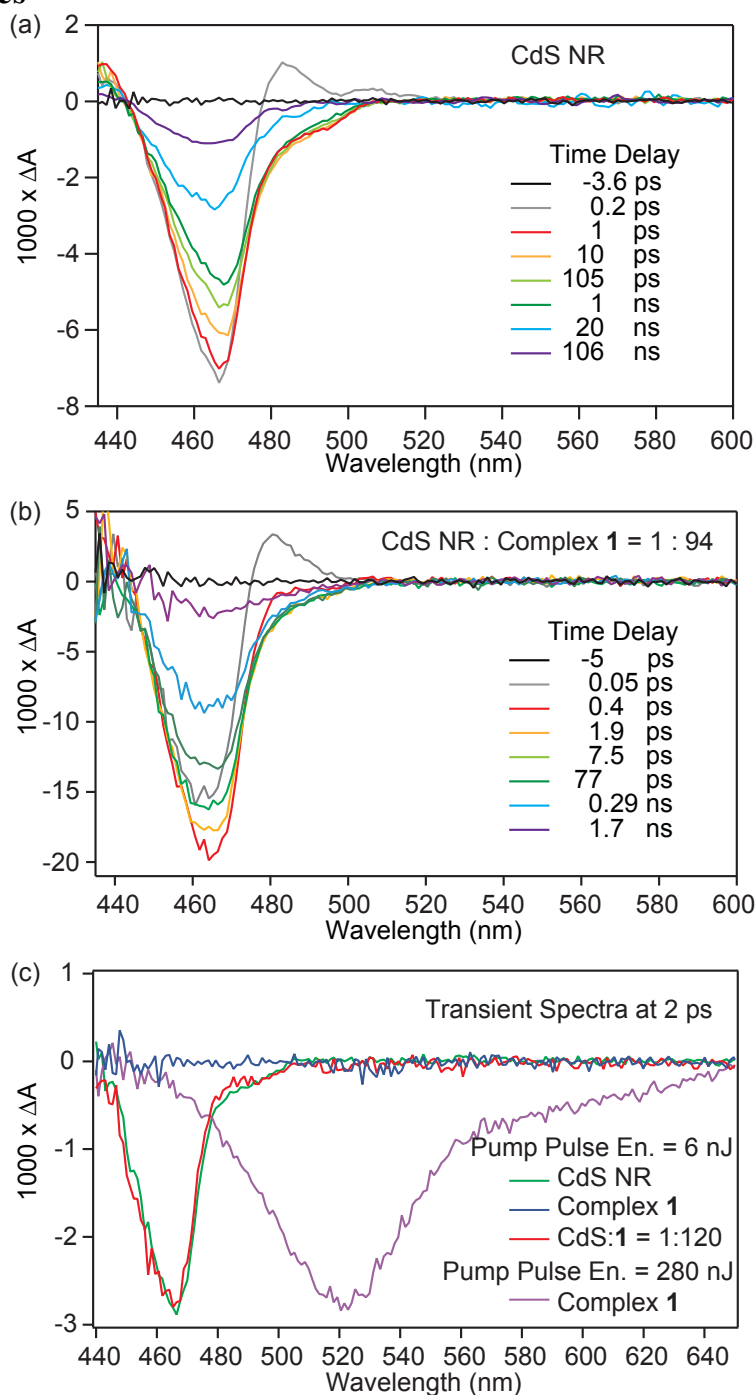 es
(a)
CdS NR
Time Delay
-3.6 ps
0.2 ps
1 ps
10 ps
105 ps
1 ns
20 ns
106 ns
1000 x ΔA
2
0
-2
-4
-6
-8
440 460 480 500 520 540 560 580 600
Wavelength (nm)
(b)
CdS NR : Complex 1 = 1 : 94
Time Delay
-5 ps
0.05 ps
0.4 ps
1.9 ps
7.5 ps
77 ps
0.29 ns
1.7 ns
1000 x ΔA
5
0
-5
-10
-15
-20
440 460 480 500 520 540 560 580 600
Wavelength (nm)
(c)
Transient Spectra at 2 ps
Pump Pulse En. = 6 nJ
CdS NR
Complex 1
CdS:1 = 1:120
Pump Pulse En. = 280 nJ
Complex 1
1000 x ΔA
1
0
-1
-2
-3
440 460 480 500 520 540 560 580 600 620 640
Wavelength (nm)